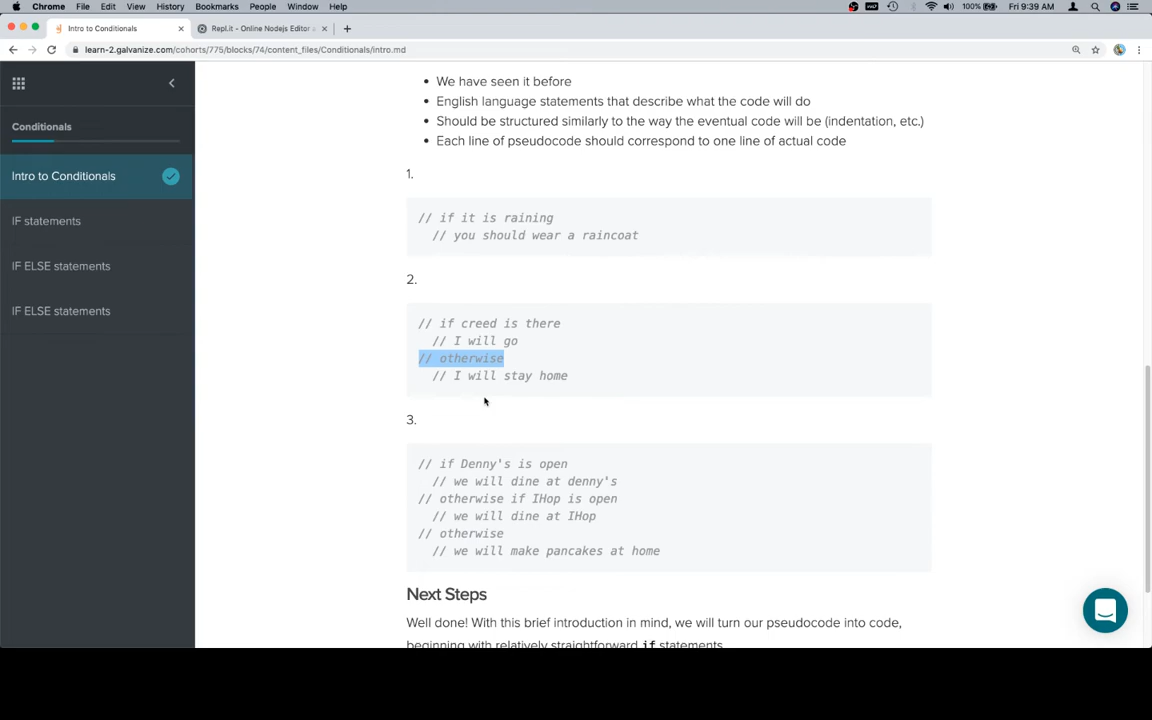 Chrome File Edit View History Bookmarks People Window Help 100% Fri 9:39 AM
Intro to Conditionals
Repl.it - Online Nodejs Editor
learn-2.galvanize.com/cohorts/775/blocks/74/content_files/Conditionals/intro.md
Conditionals
Intro to Conditionals
IF statements
IF ELSE statements
IF ELSE statements
• We have seen it before
• English language statements that describe what the code will do
• Should be structured similarly to the way the eventual code will be (indentation, etc.)
• Each line of pseudocode should correspond to one line of actual code
1.
// if it is raining
// you should wear a raincoat
2.
// if creed is there
// I will go
// otherwise
// I will stay home
3.
// if Denny's is open
// we will dine at denny's
// otherwise if IHop is open
// we will dine at IHop
// otherwise
// we will make pancakes at home
Next Steps
Well done! With this brief introduction in mind, we will turn our pseudocode into code,
beginning with relatively straightforward if statements.